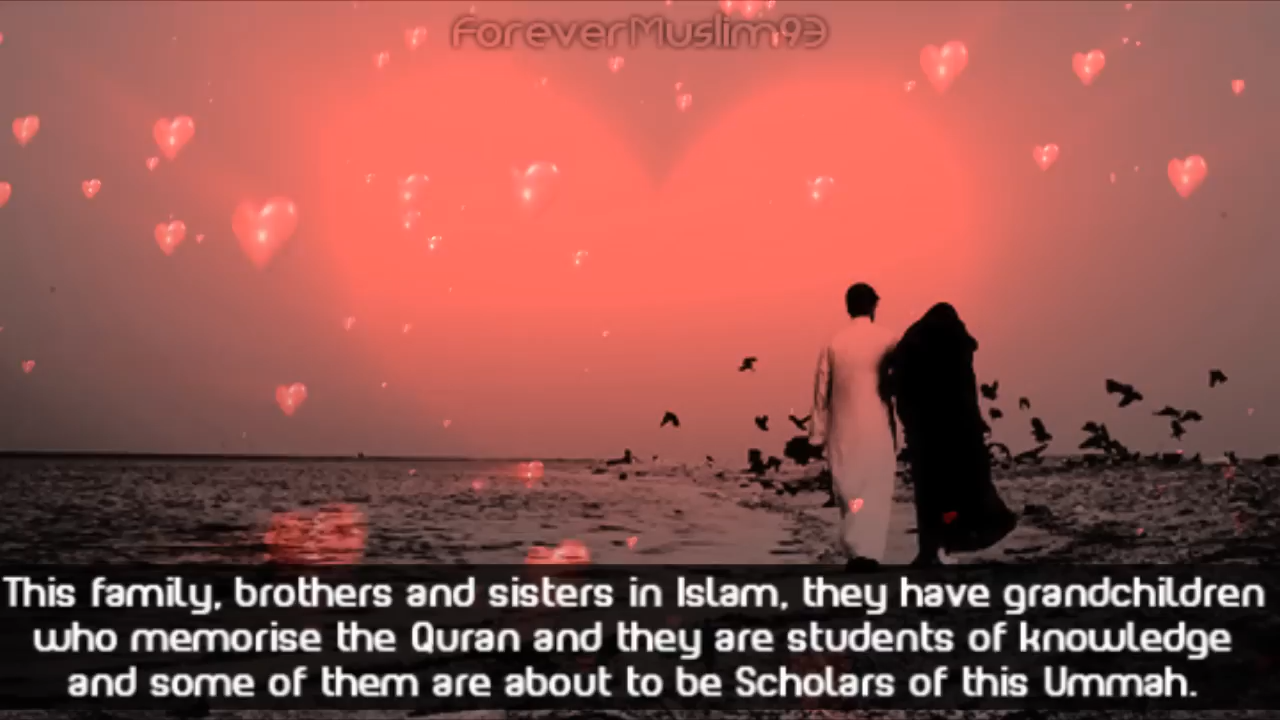 ForeverMuslim93
This family, brothers and sisters in Islam, they have grandchildren
who memorise the Quran and they are students of knowledge
and some of them are about to be Scholars of this Ummah.